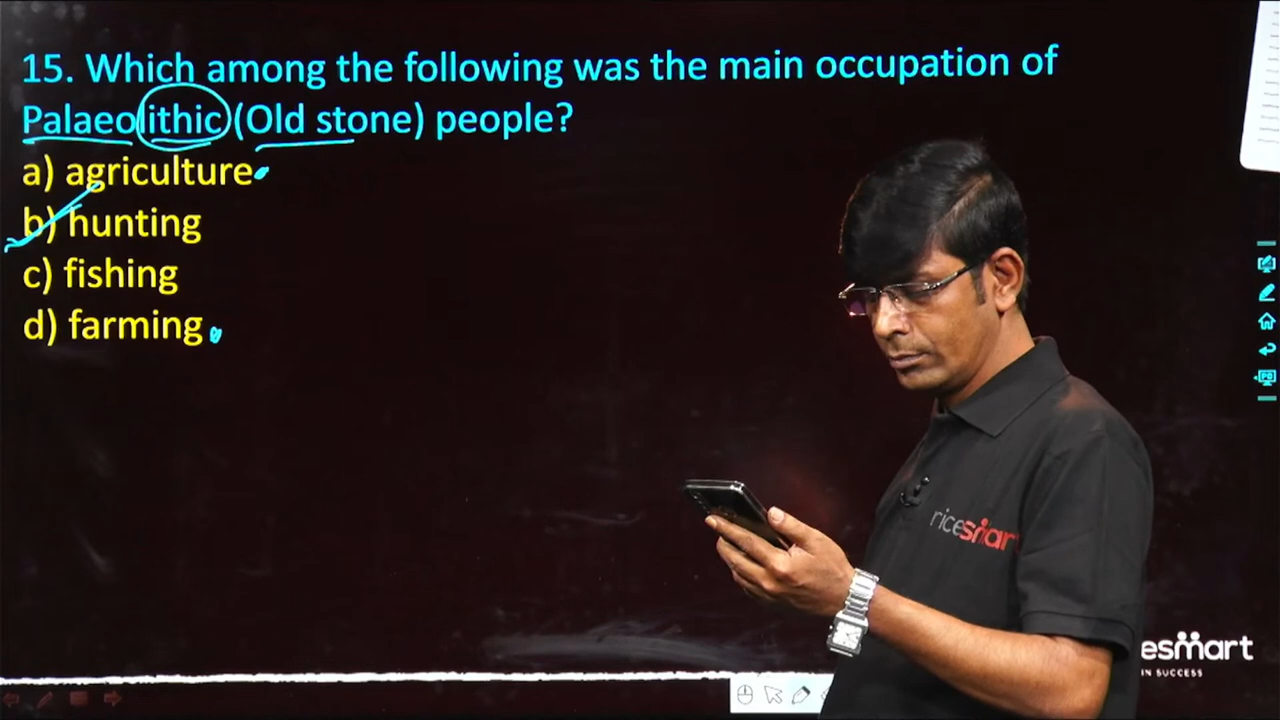 15. Which among the following was the main occupation of
Palaeolithic (Old stone) people?
a) agriculture
b) hunting
c) fishing
d) farming
ricesmar
esmart
IN SUCCESS